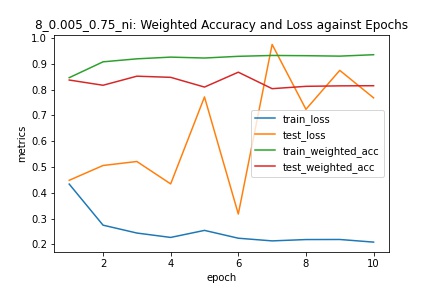 8_0.005_0.75_ni: Weighted Accuracy and Loss against Epochs
1.0
0.9
0.8
0.7
0.6
0.5
0.4
0.3
0.2
metrics
train_loss
test_loss
train_weighted_acc
test_weighted_acc
2 4 6 8 10
epoch